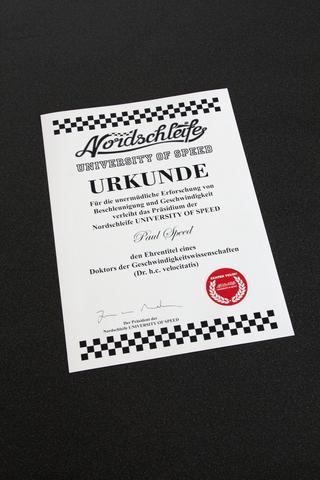 Nordschleife
UNIVERSITY OF SPEED
URKUNDE
Für die unermüdliche Erforschung von
Beschleunigung und Geschwindigkeit
verleiht das Präsidium der
Nordschleife UNIVERSITY OF SPEED
Paul Speed
den Ehrentitel eines
Doktors der Geschwindigkeitswissenschaften
(Dr. h.c. velocitatis)
Der Präsident der
Nordschleife UNIVERSITY OF SPEED